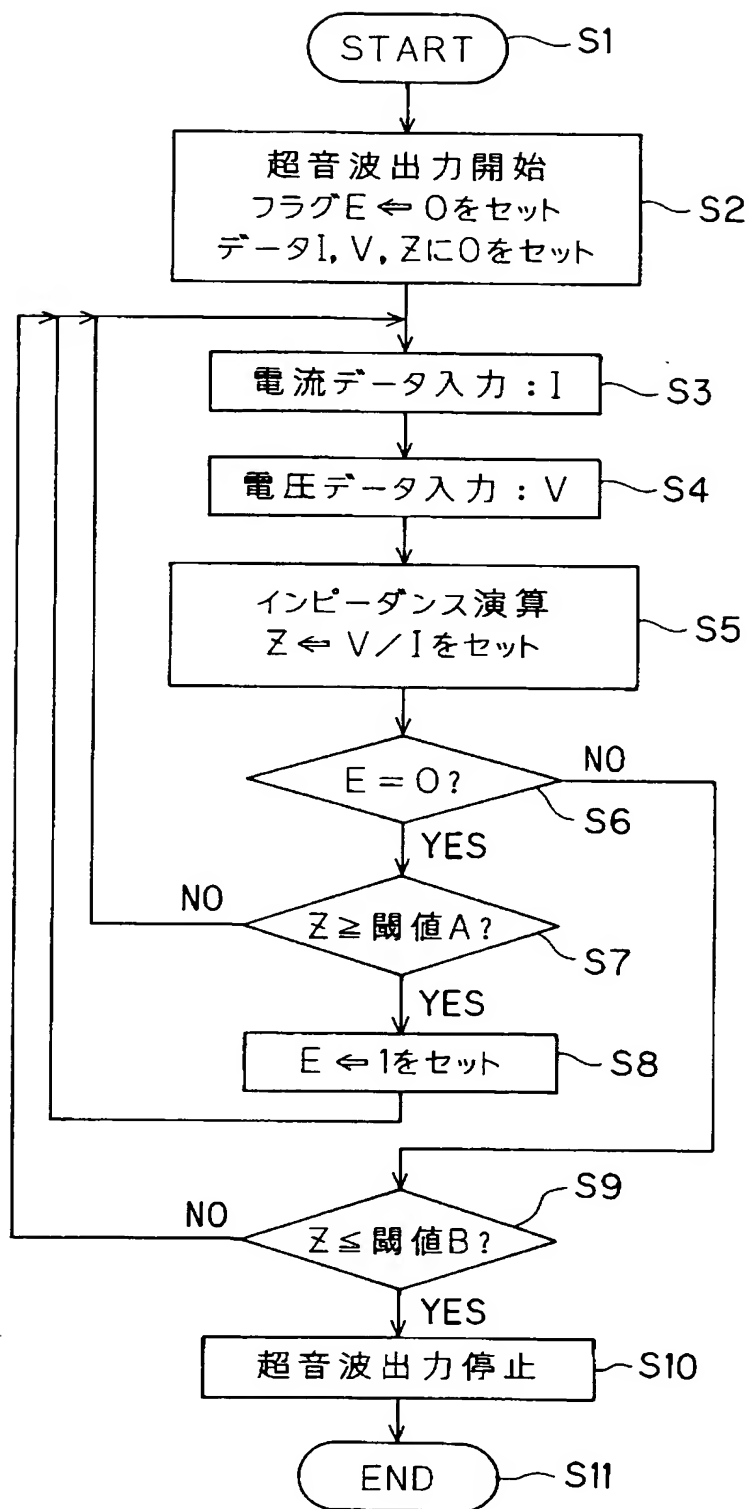 START
S1
超音波出力開始
フラグE ⇐ 0をセット
データI, V, Zに0をセット
S2
電流データ入力 : I
S3
電圧データ入力 : V
S4
インピーダンス演算
Z ⇐ V／Iをセット
S5
E = 0?
NO
S6
YES
NO
Z ≧ 閾値A?
S7
YES
E ⇐ 1をセット
S8
S9
NO
Z ≦ 閾値B?
YES
超音波出力停止
S10
END
S11